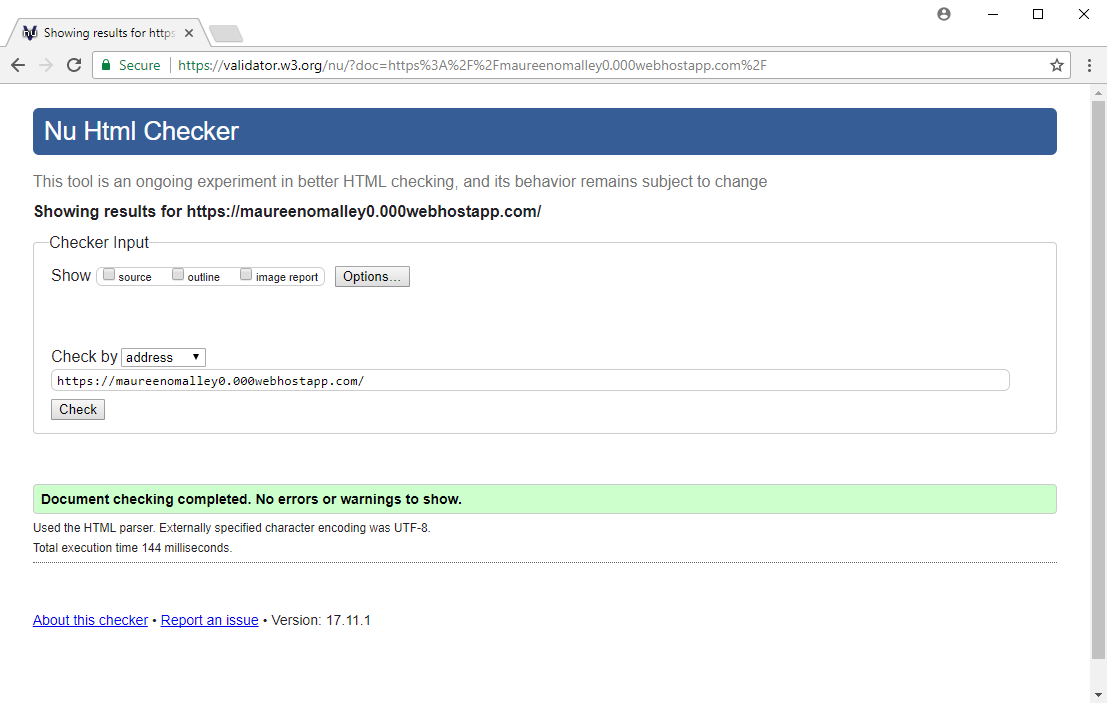 Showing results for https
Secure https://validator.w3.org/nu/?doc=https%3A%2F%2Fmaureenomalley0.000webhostapp.com%2F
Nu Html Checker
This tool is an ongoing experiment in better HTML checking, and its behavior remains subject to change
Showing results for https://maureenomalley0.000webhostapp.com/
Checker Input
Show source outline image report Options...
Check by address
https://maureenomalley0.000webhostapp.com/
Check
Document checking completed. No errors or warnings to show.
Used the HTML parser. Externally specified character encoding was UTF-8.
Total execution time 144 milliseconds.
About this checker • Report an issue • Version: 17.11.1